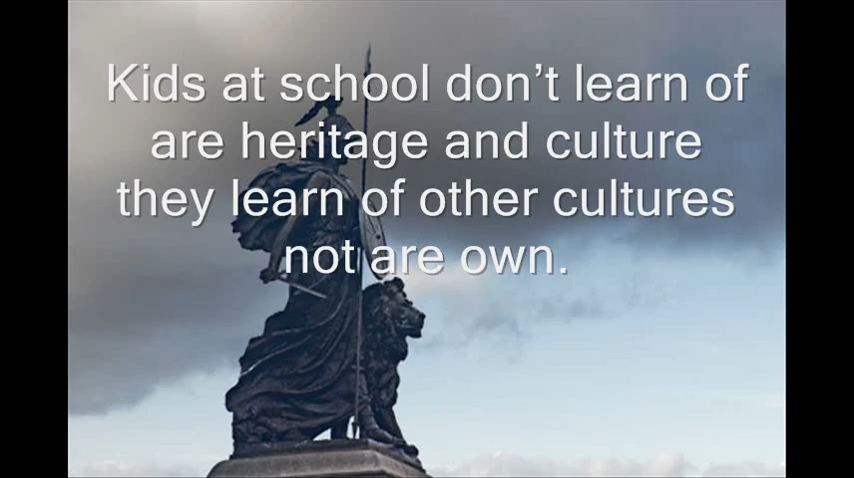 Kids at school don’t learn of
are heritage and culture
they learn of other cultures
not are own.